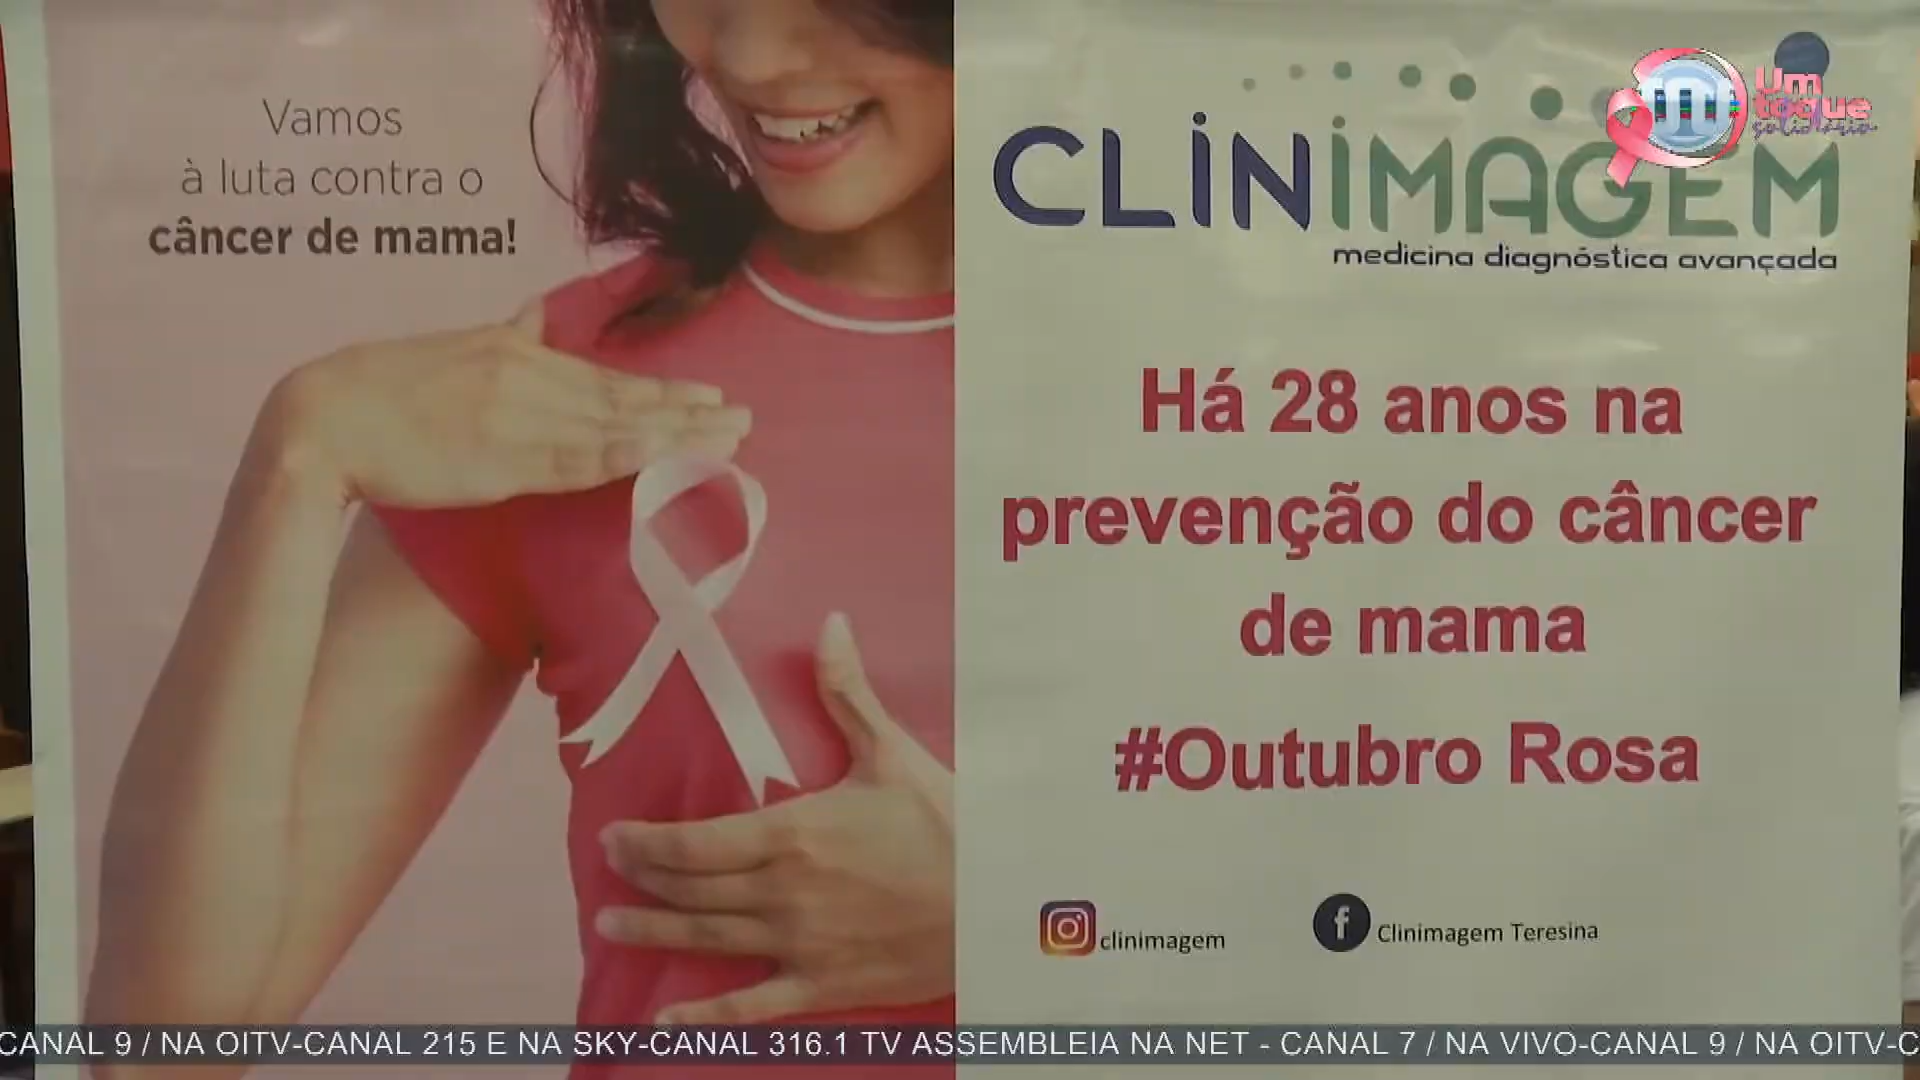 Vamos
à luta contra o
câncer de mama!
CLINIMAGEM
medicina diagnóstica avançada
Um
toque
solidário
Há 28 anos na
prevenção do câncer
de mama
#Outubro Rosa
clinimagem
Clinimagem Teresina
CANAL 9 / NA OITV-CANAL 215 E NA SKY-CANAL 316.1 TV ASSEMBLEIA NA NET - CANAL 7 / NA VIVO-CANAL 9 / NA OITV-C